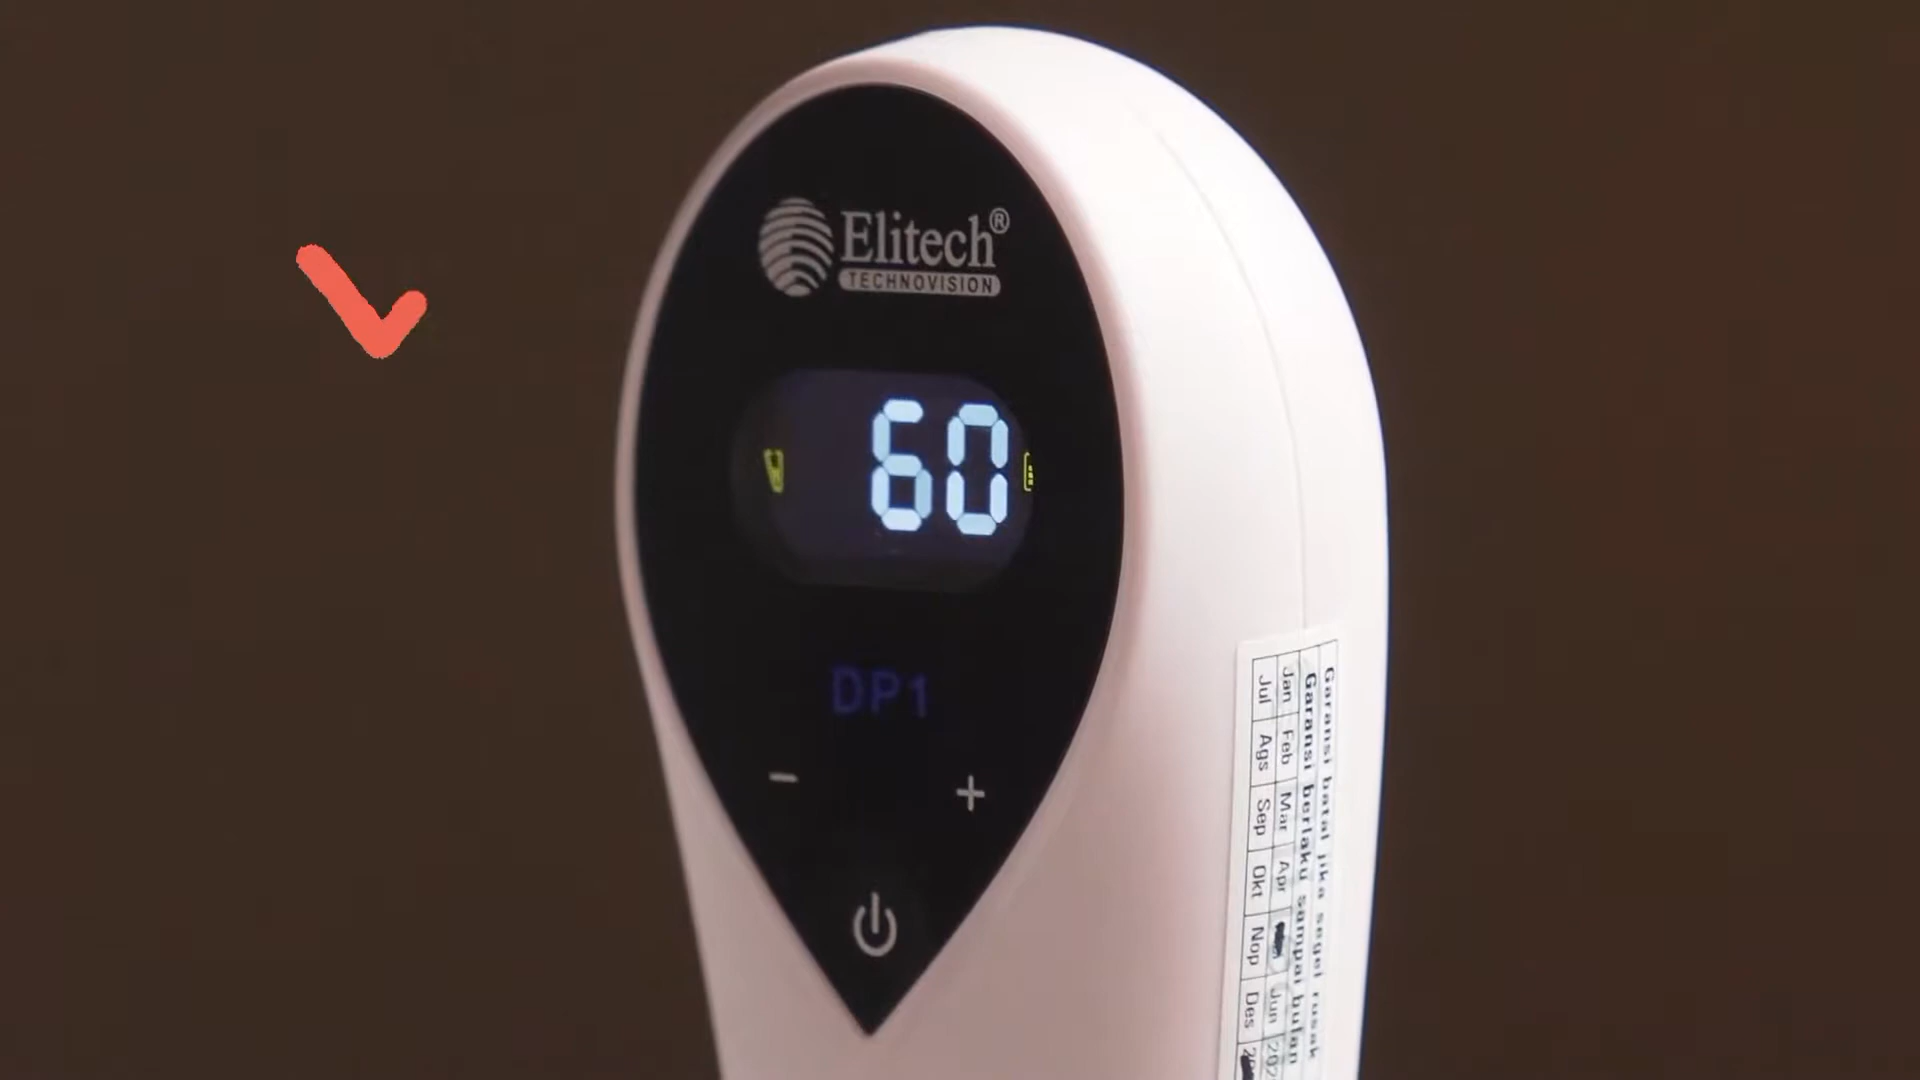 Elitech®
TECHNOVISION
60
DP1
− +
Garansi batal jika segel rusak
Garansi berlaku sampai bulan
Jan Feb Mar Apr Jun
Jul Ags Sep Okt Nop Des